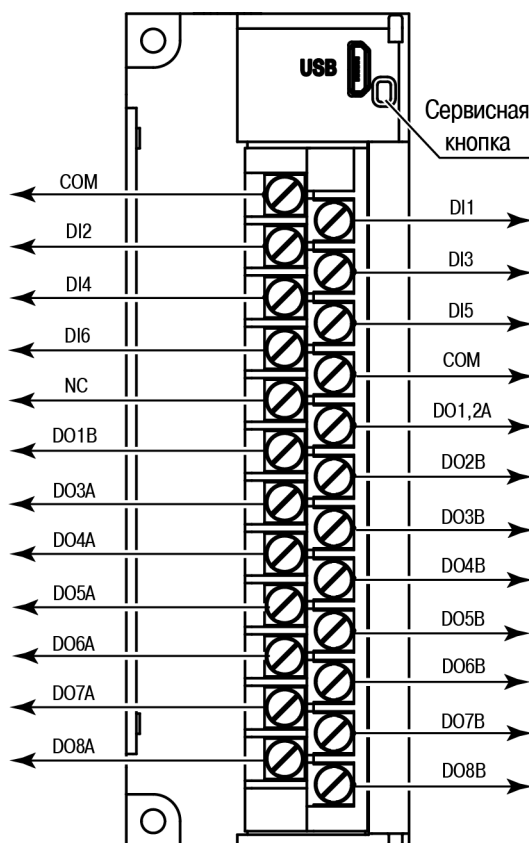 USB
Сервисная
кнопка
COM
DI1
DI2
DI3
DI4
DI5
DI6
COM
NC
DO1,2A
DO1B
DO2B
DO3A
DO3B
DO4A
DO4B
DO5A
DO5B
DO6A
DO6B
DO7A
DO7B
DO8A
DO8B